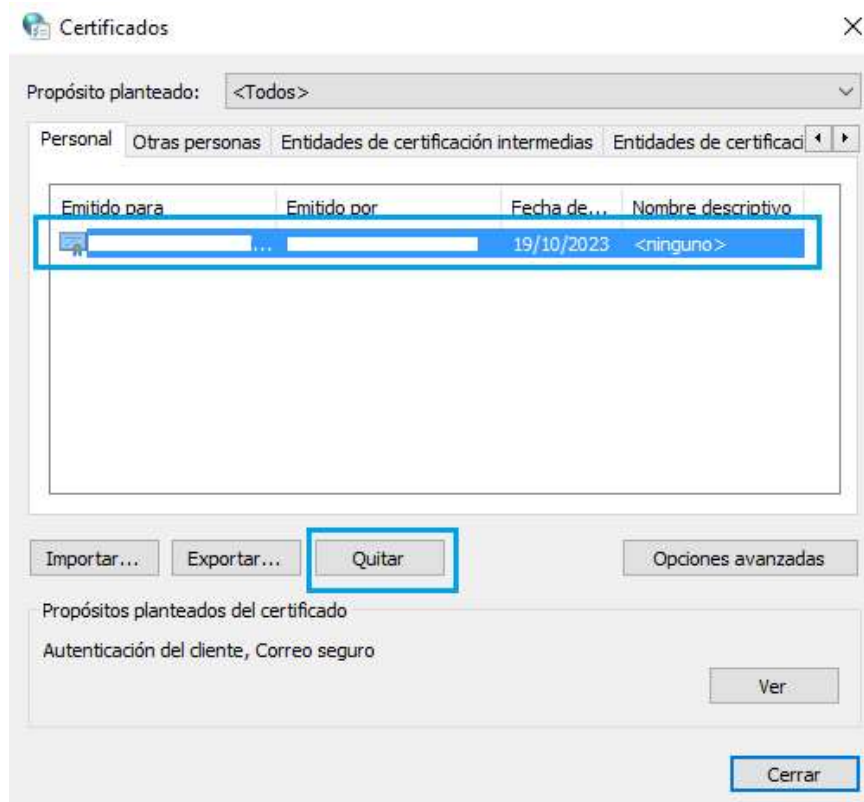 Certificados
Propósito planteado: <Todos>
Personal Otras personas Entidades de certificación intermedias Entidades de certificaci
Emitido para Emitido por Fecha de... Nombre descriptivo
... 19/10/2023 <ninguno>
Importar... Exportar... Quitar Opciones avanzadas
Propósitos planteados del certificado
Autenticación del cliente, Correo seguro
Ver
Cerrar